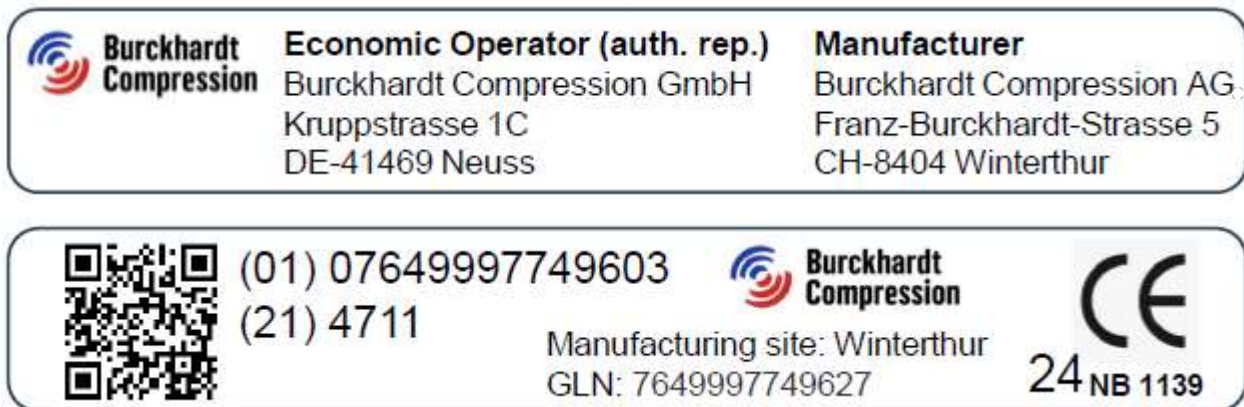 Burckhardt
Compression
Economic Operator (auth. rep.)
Burckhardt Compression GmbH
Kruppstrasse 1C
DE-41469 Neuss
Manufacturer
Burckhardt Compression AG
Franz-Burckhardt-Strasse 5
CH-8404 Winterthur
(01) 07649997749603
(21) 4711
Burckhardt
Compression
Manufacturing site: Winterthur
GLN: 7649997749627
CE
24 NB 1139